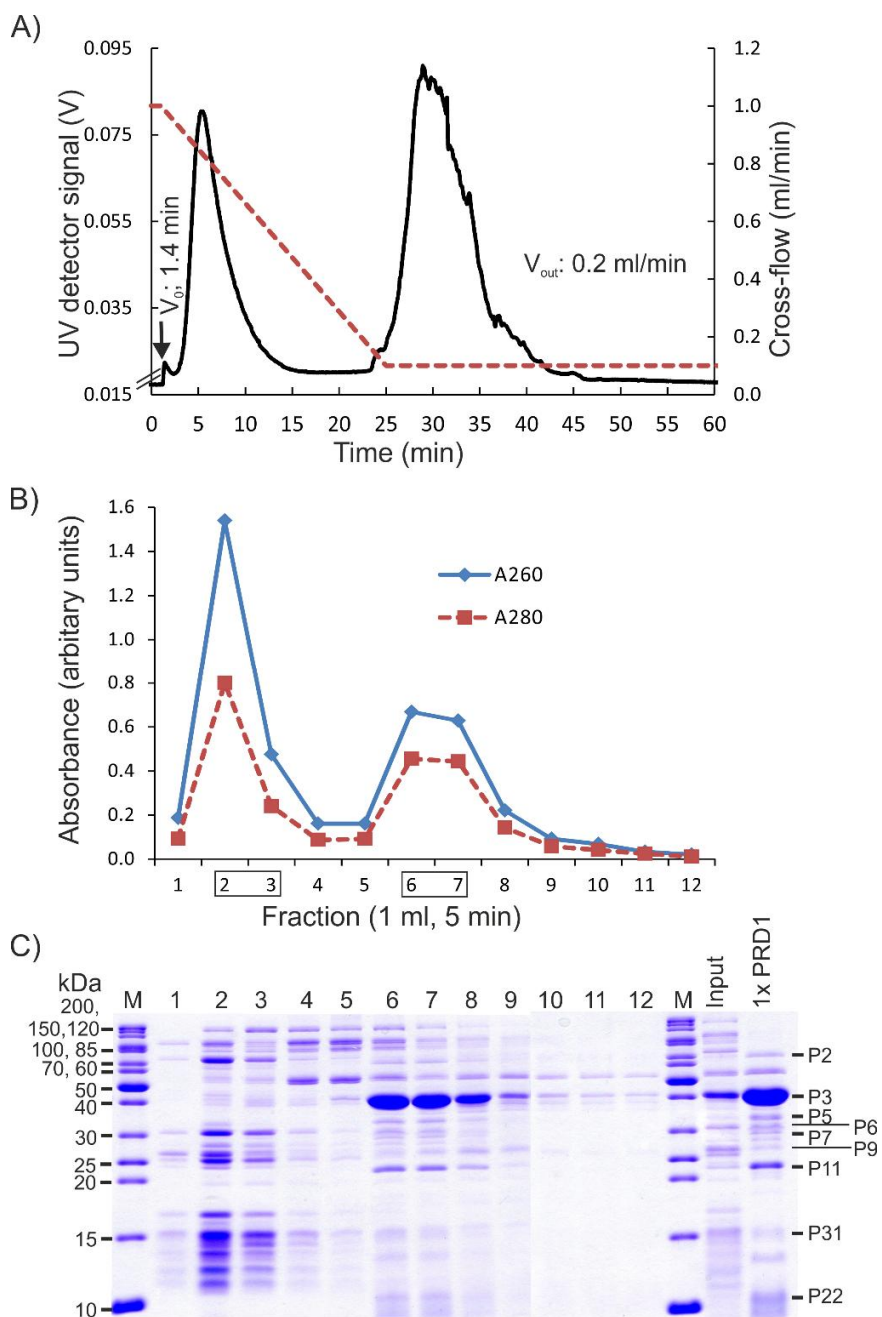 A)
UV detector signal (V)
0.095
0.075
0.055
0.035
0.015
V0; 1.4 min
Vout: 0.2 ml/min
1.2
1.0
0.8
0.6
0.4
0.2
0.0
Cross-flow (ml/min)
0 5 10 15 20 25 30 35 40 45 50 55 60
Time (min)
B)
Absorbance (arbitary units)
1.6
1.4
1.2
1.0
0.8
0.6
0.4
0.2
0.0
A260
A280
1 2 3 4 5 6 7 8 9 10 11 12
Fraction (1 ml, 5 min)
C)
kDa M 1 2 3 4 5 6 7 8 9 10 11 12 M Input 1x PRD1
200,
150,120
100, 85
70, 60
50
40
30
25
20
15
10
P2
P3
P5
P6
P7
P9
P11
P31
P22